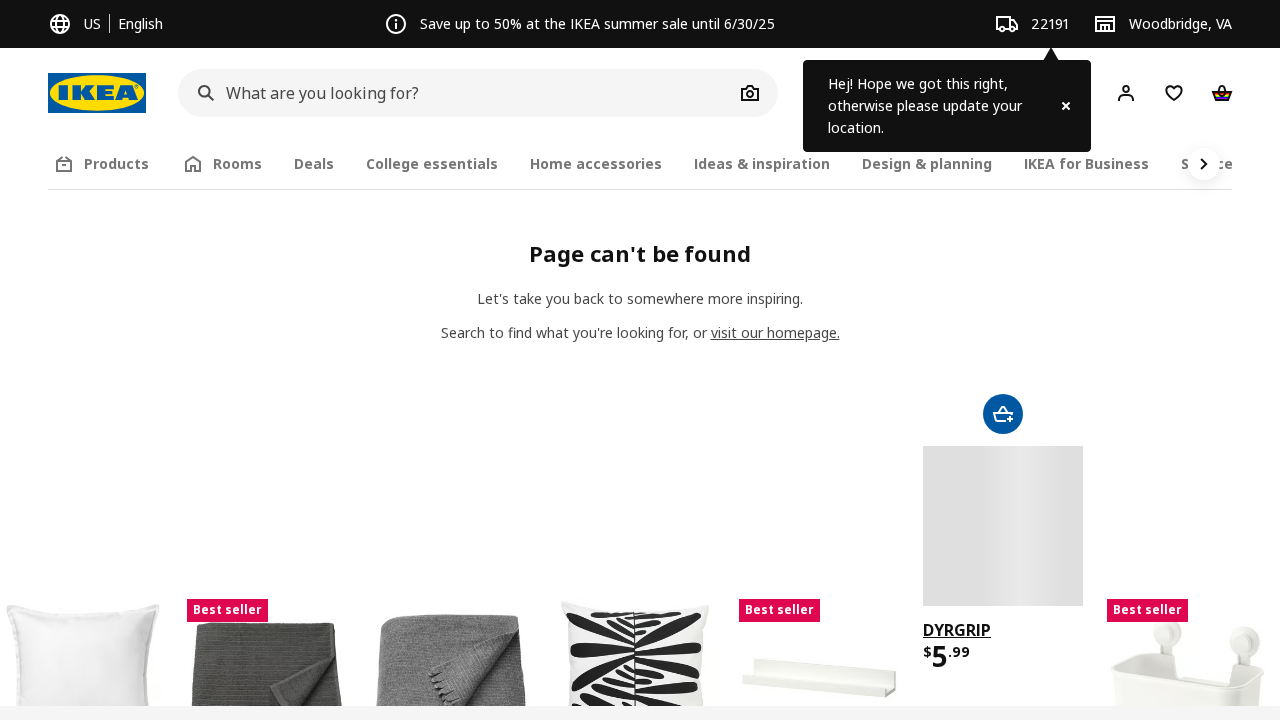 US English
Save up to 50% at the IKEA summer sale until 6/30/25
22191
Woodbridge, VA
IKEA
What are you looking for?
Hej! Hope we got this right,
otherwise please update your
location.
Products
Rooms
Deals
College essentials
Home accessories
Ideas & inspiration
Design & planning
IKEA for Business
Page can't be found
Let's take you back to somewhere more inspiring.
Search to find what you're looking for, or visit our homepage.
Best seller
Best seller
DYRGRIP
$5.99
Best seller